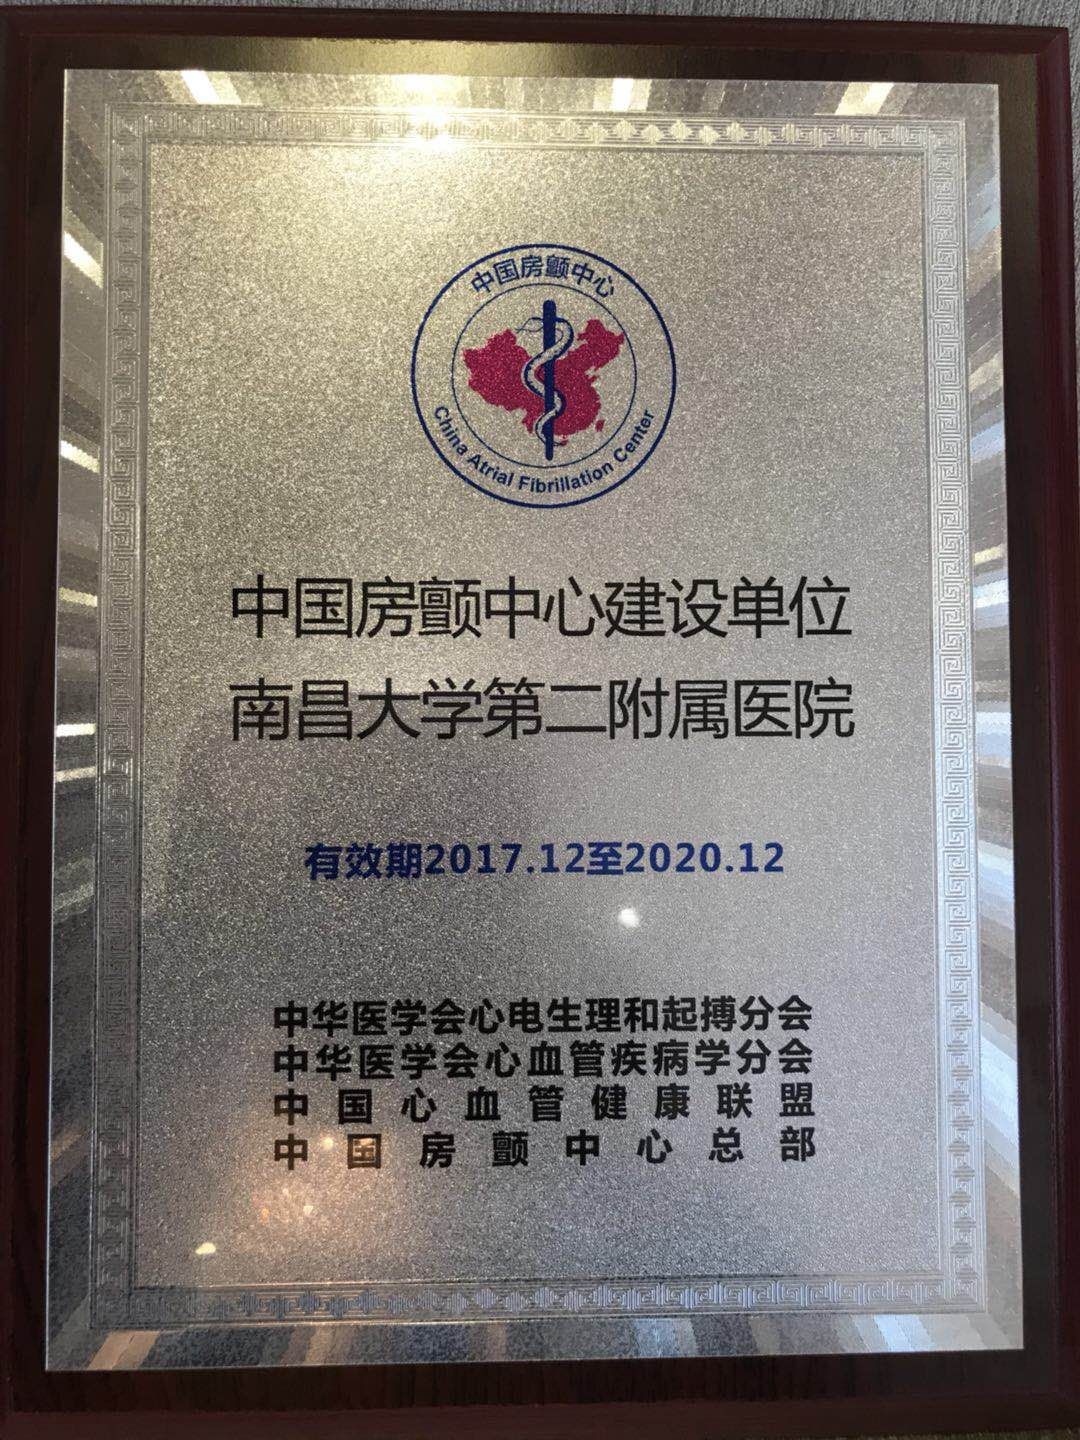 中国房颤中心
China Atrial Fibrillation Center
中国房颤中心建设单位
南昌大学第二附属医院
有效期2017.12至2020.12
中华医学会心电生理和起搏分会
中华医学会心血管疾病学分会
中国心血管健康联盟
中国房颤中心总部